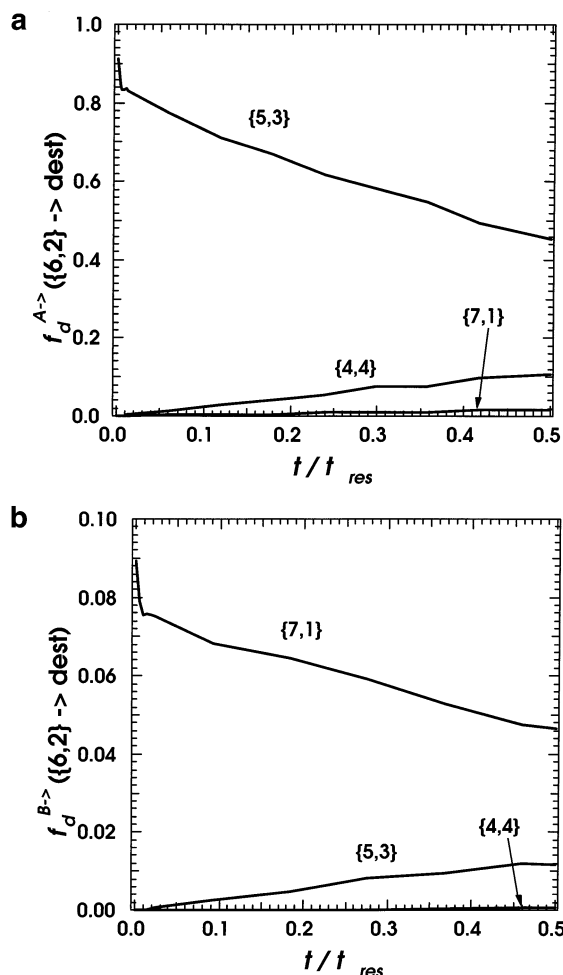 a
f_d^{A->} ({6,2} -> dest)
1.0
0.8
0.6
0.4
0.2
0.0
{5,3}
{7,1}
{4,4}
0.0 0.1 0.2 0.3 0.4 0.5
t / t res
b
f_d^{B->} ({6,2} -> dest)
0.10
0.08
0.06
0.04
0.02
0.00
{7,1}
{4,4}
{5,3}
0.0 0.1 0.2 0.3 0.4 0.5
t / t res